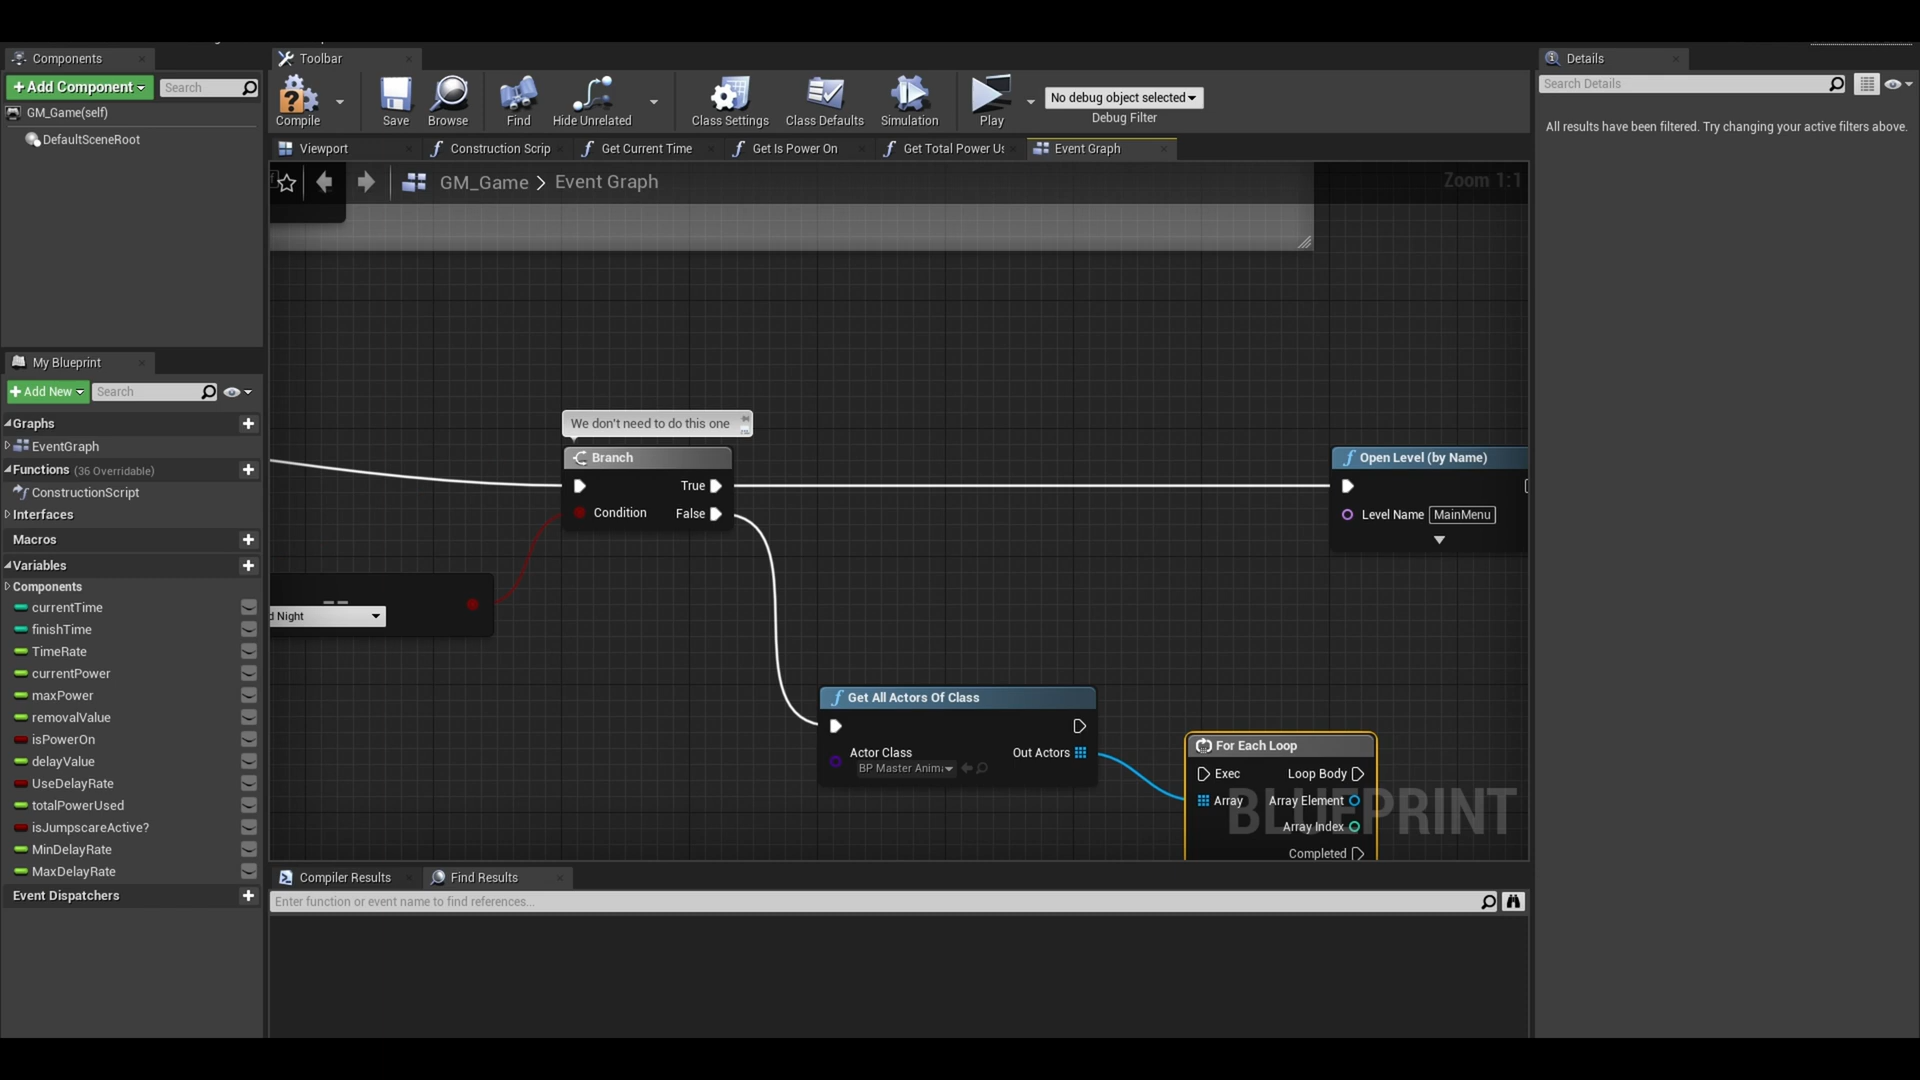 Components
Toolbar
Details
+Add Component
Search
Search Details
GM_Game(self)
DefaultSceneRoot
Compile
Save
Browse
Find
Hide Unrelated
Class Settings
Class Defaults
Simulation
Play
No debug object selected
Debug Filter
All results have been filtered. Try changing your active filters above.
Viewport
Construction Scrip
Get Current Time
Get Is Power On
Get Total Power Us
Event Graph
GM_Game > Event Graph
Zoom 1:1
My Blueprint
+Add New
Search
Graphs
EventGraph
Functions (36 Overridable)
ConstructionScript
Interfaces
Macros
Variables
Components
currentTime
finishTime
TimeRate
currentPower
maxPower
removalValue
isPowerOn
delayValue
UseDelayRate
totalPowerUsed
isJumpscareActive?
MinDelayRate
MaxDelayRate
Event Dispatchers
We don't need to do this one
Branch
True
Condition
False
Open Level (by Name)
Level Name MainMenu
==
d Night
Get All Actors Of Class
Actor Class
BP Master Anim
Out Actors
For Each Loop
Exec
Loop Body
Array
Array Element
Array Index
Completed
BLUEPRINT
Compiler Results
Find Results
Enter function or event name to find references...